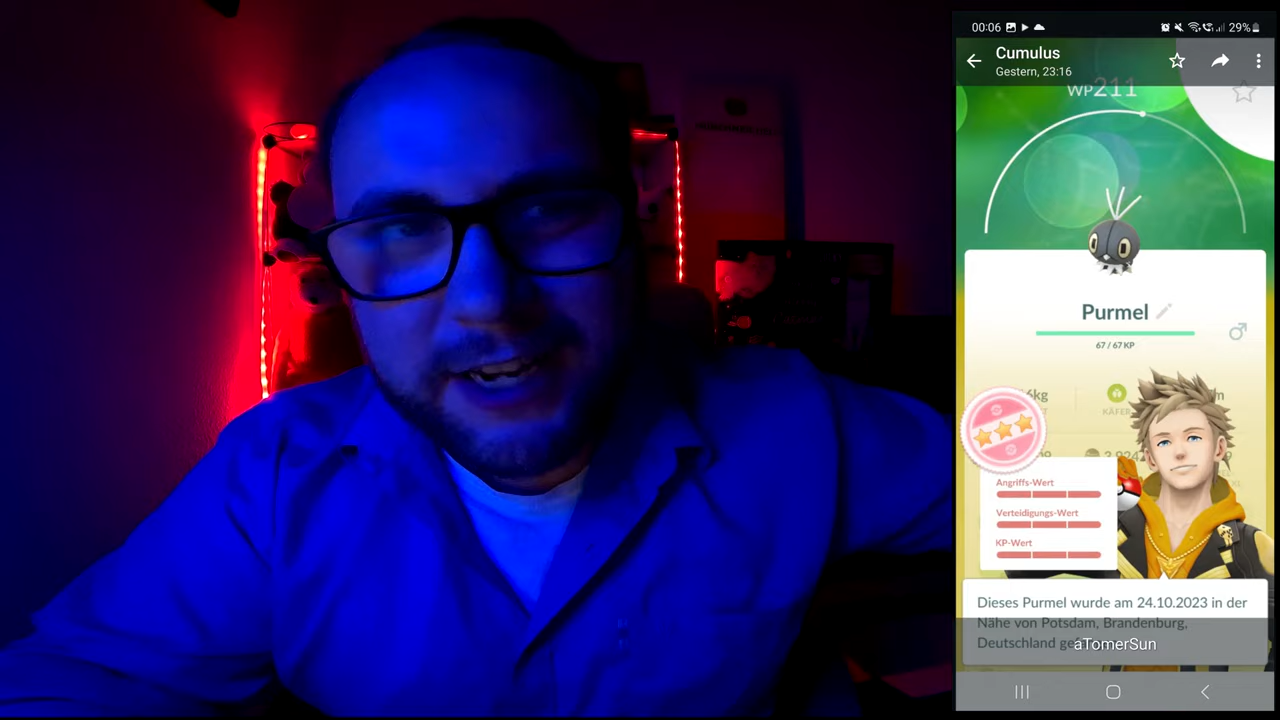 00:06
29%
Cumulus
Gestern, 23:16
WP211
Purmel
67 / 67 KP
Angriffs-Wert
Verteidigungs-Wert
KP-Wert
Dieses Purmel wurde am 24.10.2023 in der
Nähe von Potsdam, Brandenburg,
Deutschland
aTomerSun